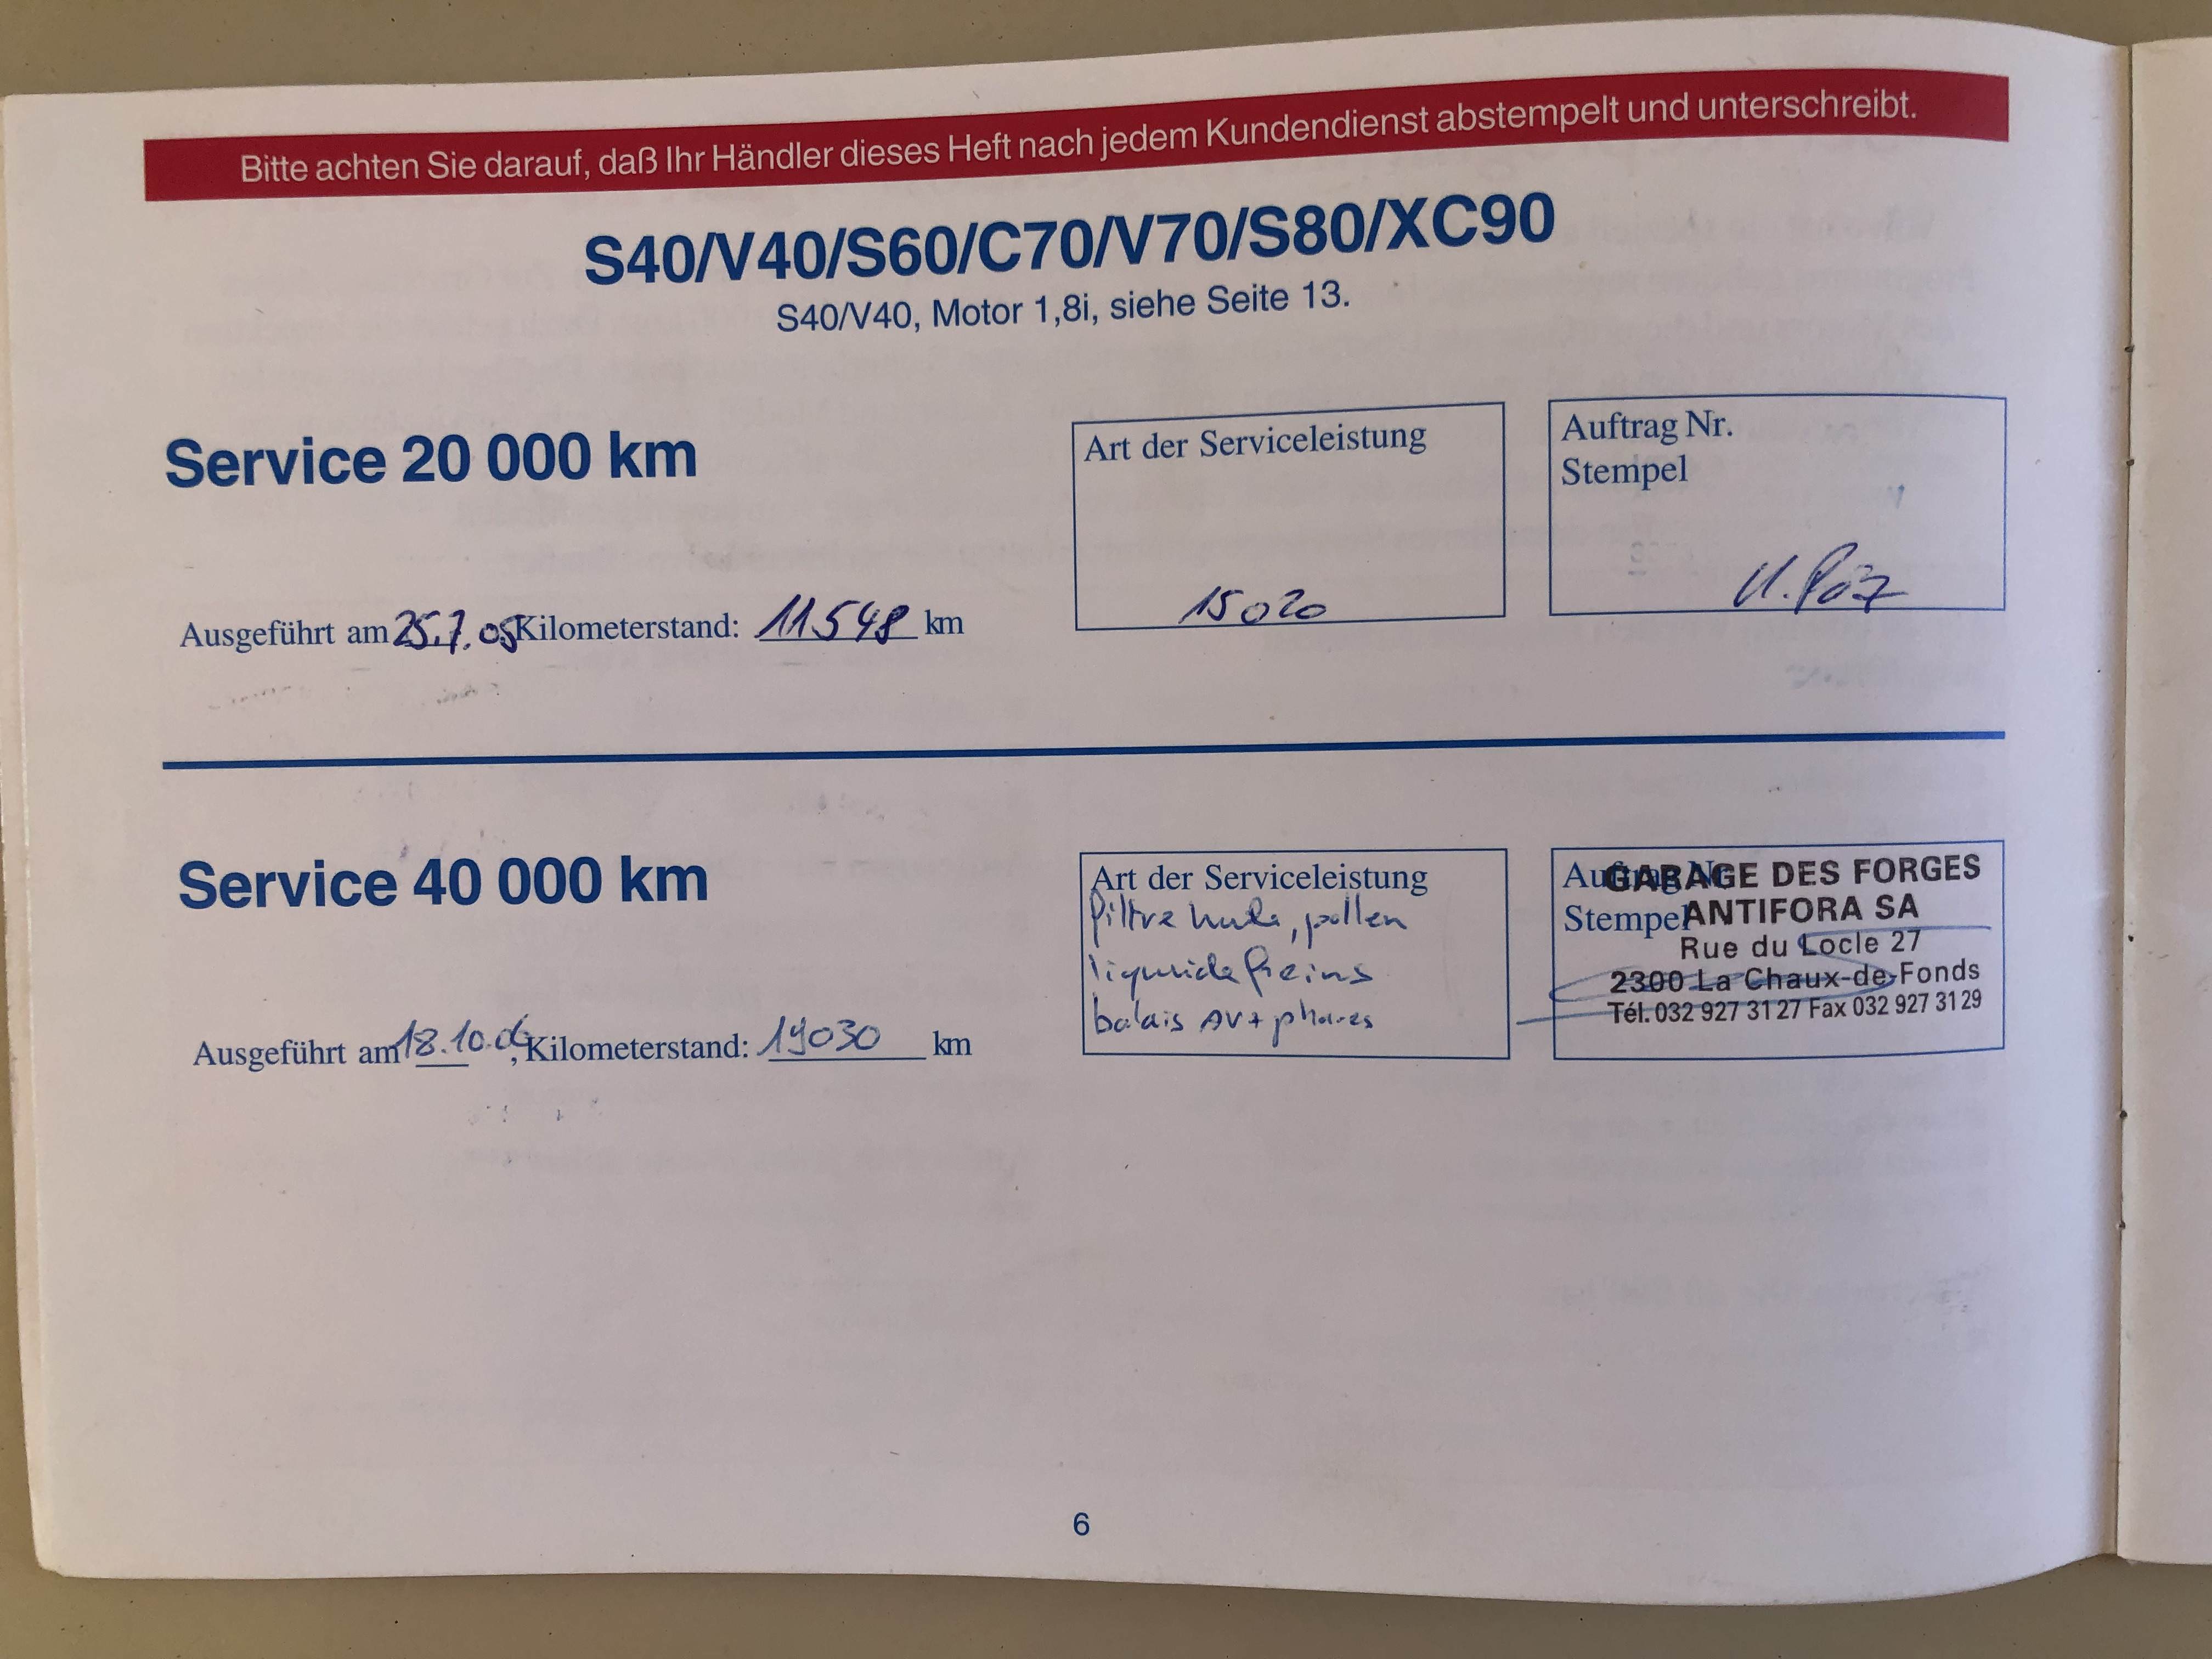 Bitte achten Sie darauf, daß Ihr Händler dieses Heft nach jedem Kundendienst abstempelt und unterschreibt.
S40/V40/S60/C70/V70/S80/XC90
S40/V40, Motor 1,8i, siehe Seite 13.
Service 20 000 km
Art der Serviceleistung
15020
Auftrag Nr.
Stempel
Ausgeführt am 25.7.05 Kilometerstand: 11548 km
Service 40 000 km
Art der Serviceleistung
filtre huile, pollen
liquide freins
balais AV + phares
Auftrag Nr.
Stempel
GARAGE DES FORGES
ANTIFORA SA
Rue du Locle 27
2300 La Chaux-de-Fonds
Tél. 032 927 31 27 Fax 032 927 31 29
Ausgeführt am 18.10.06 Kilometerstand: 19030 km
6